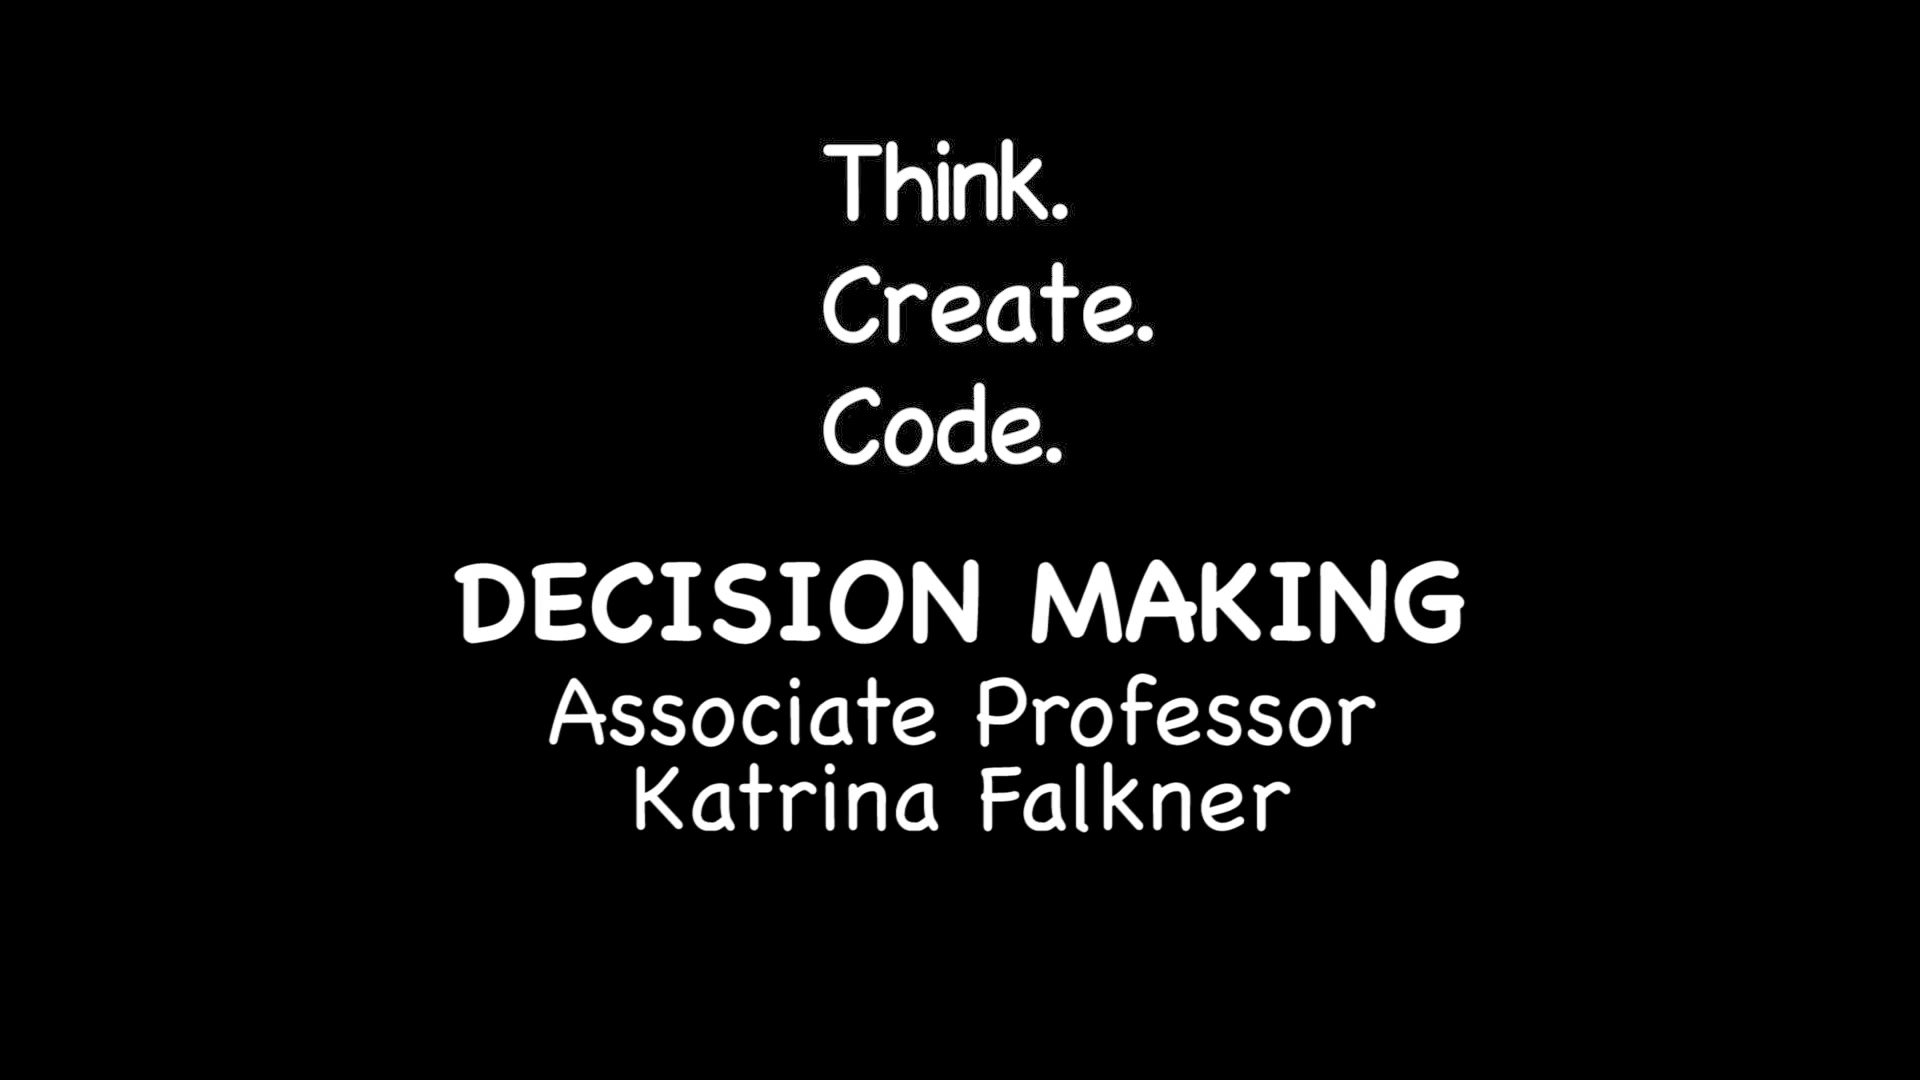 Think.
Create.
Code.
DECISION MAKING
Associate Professor
Katrina Falkner